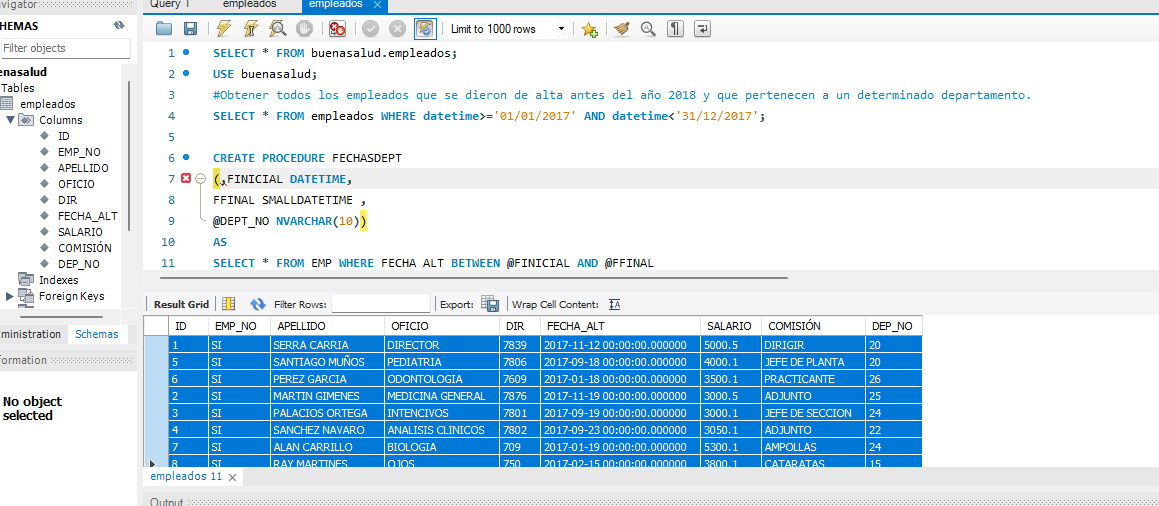 avigator
Query 1
empleados
empleados
HEMAS
Filter objects
enasalud
Tables
empleados
Columns
ID
EMP_NO
APELLIDO
OFICIO
DIR
FECHA_ALT
SALARIO
COMISIÓN
DEP_NO
Indexes
Foreign Keys
ministration Schemas
formation
No object
selected
Limit to 1000 rows
1 SELECT * FROM buenasalud.empleados;
2 USE buenasalud;
3 #Obtener todos los empleados que se dieron de alta antes del año 2018 y que pertenecen a un determinado departamento.
4 SELECT * FROM empleados WHERE datetime>='01/01/2017' AND datetime<'31/12/2017';
5
6 CREATE PROCEDURE FECHASDEPT
7 (,FINICIAL DATETIME,
8 FFINAL SMALLDATETIME ,
9 @DEPT_NO NVARCHAR(10))
10 AS
11 SELECT * FROM EMP WHERE FECHA ALT BETWEEN @FINICIAL AND @FFINAL
Result Grid Filter Rows: Export: Wrap Cell Content:
ID EMP_NO APELLIDO OFICIO DIR FECHA_ALT SALARIO COMISIÓN DEP_NO
1 SI SERRA CARRIA DIRECTOR 7839 2017-11-12 00:00:00.000000 5000.5 DIRIGIR 20
5 SI SANTIAGO MUÑOS PEDIATRIA 7806 2017-09-18 00:00:00.000000 4000.1 JEFE DE PLANTA 20
6 SI PEREZ GARCIA ODONTOLOGIA 7609 2017-01-18 00:00:00.000000 3500.1 PRACTICANTE 26
2 SI MARTIN GIMENES MEDICINA GENERAL 7876 2017-11-19 00:00:00.000000 3000.5 ADJUNTO 25
3 SI PALACIOS ORTEGA INTENCIVOS 7801 2017-09-19 00:00:00.000000 3000.1 JEFE DE SECCION 24
4 SI SANCHEZ NAVARO ANALISIS CLINICOS 7802 2017-09-23 00:00:00.000000 3050.1 ADJUNTO 22
7 SI ALAN CARRILLO BIOLOGIA 709 2017-01-19 00:00:00.000000 5300.1 AMPOLLAS 24
8 SI RAY MARTINES OJOS 750 2017-02-15 00:00:00.000000 3800.1 CATARATAS 15
empleados 11
Output